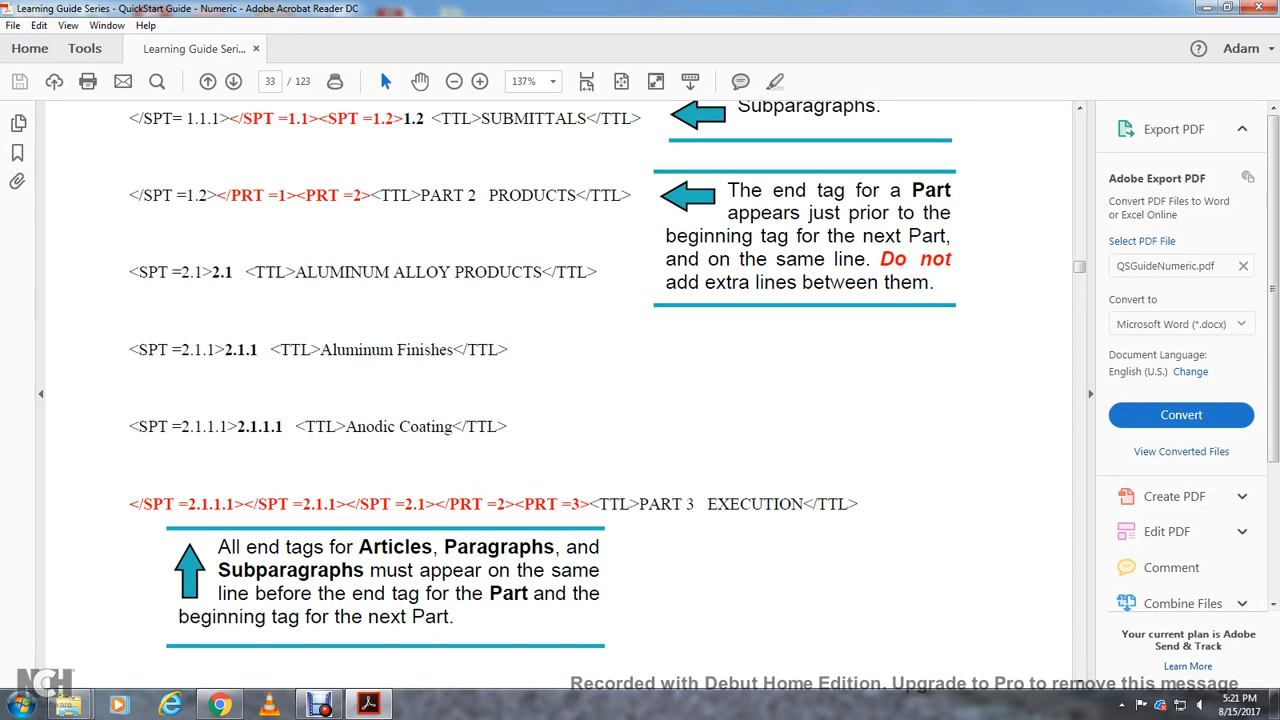 Learning Guide Series - QuickStart Guide - Numeric - Adobe Acrobat Reader DC
File Edit View Window Help
Home Tools Learning Guide Seri... × Adam
33 / 123 137%
Subparagraphs.
</SPT= 1.1.1></SPT =1.1><SPT =1.2>1.2 <TTL>SUBMITTALS</TTL>
</SPT =1.2></PRT =1><PRT =2><TTL>PART 2 PRODUCTS</TTL>
The end tag for a Part
appears just prior to the
beginning tag for the next Part,
and on the same line. Do not
add extra lines between them.
<SPT =2.1>2.1 <TTL>ALUMINUM ALLOY PRODUCTS</TTL>
<SPT =2.1.1>2.1.1 <TTL>Aluminum Finishes</TTL>
<SPT =2.1.1.1>2.1.1.1 <TTL>Anodic Coating</TTL>
</SPT =2.1.1.1></SPT =2.1.1></SPT =2.1></PRT =2><PRT =3><TTL>PART 3 EXECUTION</TTL>
All end tags for Articles, Paragraphs, and
Subparagraphs must appear on the same
line before the end tag for the Part and the
beginning tag for the next Part.
Export PDF
Adobe Export PDF
Convert PDF Files to Word
or Excel Online
Select PDF File
QSGuideNumeric.pdf
Convert to
Microsoft Word (*.docx)
Document Language:
English (U.S.) Change
Convert
View Converted Files
Create PDF
Edit PDF
Comment
Combine Files
Your current plan is Adobe
Send & Track
Learn More
NCH
Software
Recorded with Debut Home Edition. Upgrade to Pro to remove this message
5:21 PM
8/15/2017